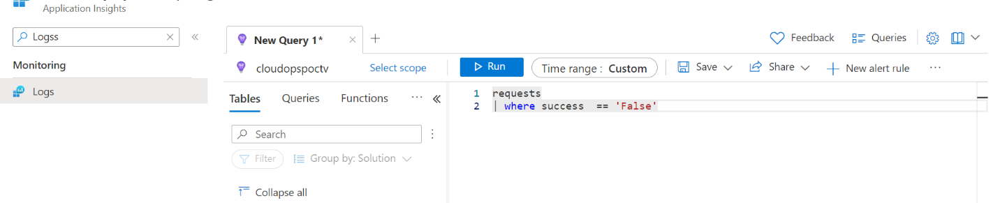 Application Insights
Logss
New Query 1*
Feedback
Queries
Monitoring
cloudopspoctv
Select scope
Run
Time range : Custom
Save
Share
New alert rule
Logs
Tables
Queries
Functions
1 requests
2 | where success == 'False'
Search
Filter
Group by: Solution
Collapse all